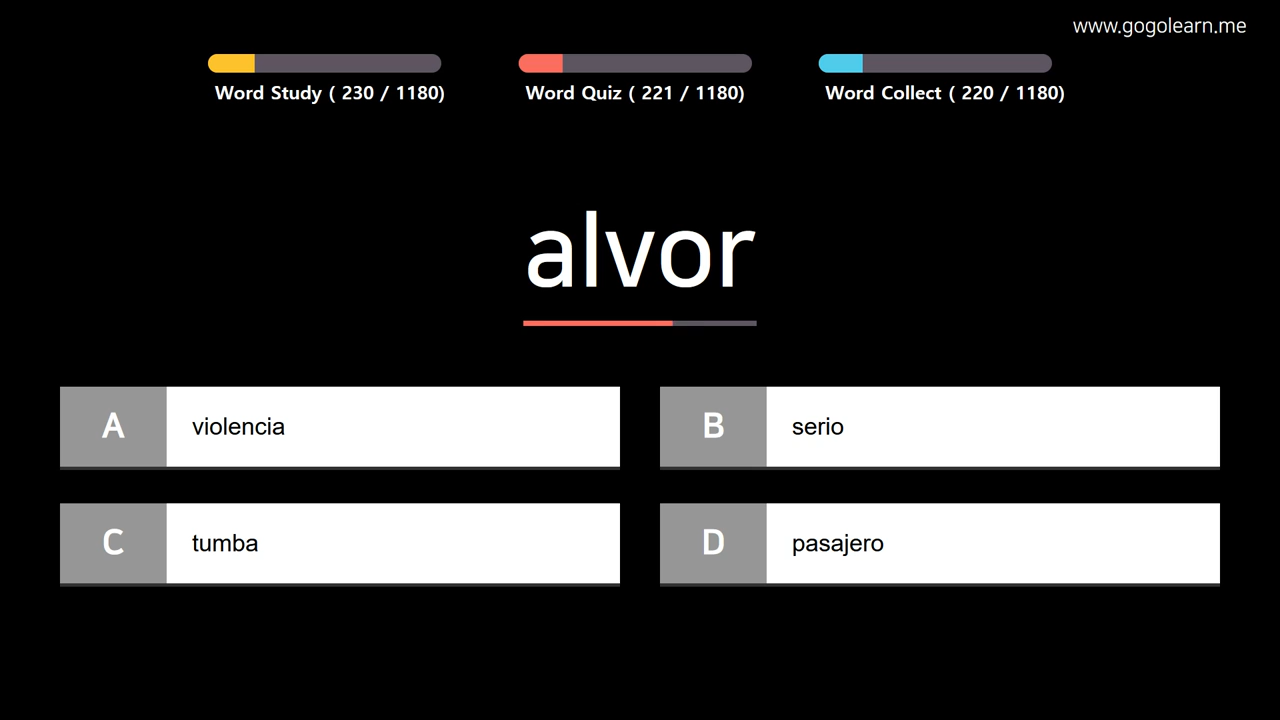 www.gogolearn.me
Word Study ( 230 / 1180)
Word Quiz ( 221 / 1180)
Word Collect ( 220 / 1180)
alvor
A violencia
B serio
C tumba
D pasajero